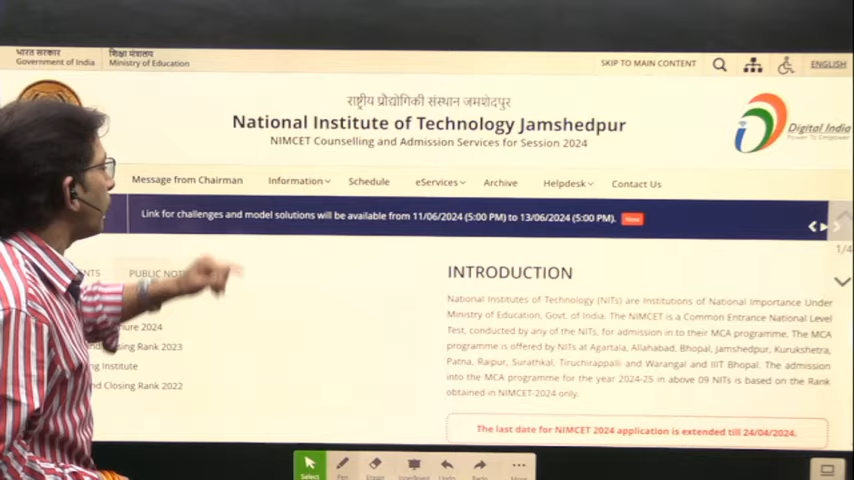 भारत सरकार
Government of India
शिक्षा मंत्रालय
Ministry of Education
SKIP TO MAIN CONTENT
ENGLISH
राष्ट्रीय प्रौद्योगिकी संस्थान जमशेदपुर
National Institute of Technology Jamshedpur
NIMCET Counselling and Admission Services for Session 2024
Digital India
Power To Empower
Message from Chairman
Information
Schedule
eServices
Archive
Helpdesk
Contact Us
Link for challenges and model solutions will be available from 11/06/2024 (5:00 PM) to 13/06/2024 (5:00 PM).
New
1/4
NTS
PUBLIC NOT
hure 2024
nd sing Rank 2023
ng Institute
nd Closing Rank 2022
INTRODUCTION
National Institutes of Technology (NITs) are Institutions of National Importance Under
Ministry of Education, Govt. of India. The NIMCET is a Common Entrance National Level
Test, conducted by any of the NITs, for admission in to their MCA programme. The MCA
programme is offered by NITs at Agartala, Allahabad, Bhopal, Jamshedpur, Kurukshetra,
Patna, Raipur, Surathkal, Tiruchirappalli and Warangal and IIIT Bhopal. The admission
into the MCA programme for the year 2024-25 in above 09 NITs is based on the Rank
obtained in NIMCET-2024 only.
The last date for NIMCET 2024 application is extended till 24/04/2024.
Select
Pen
Eraser
Undo
Redo
More